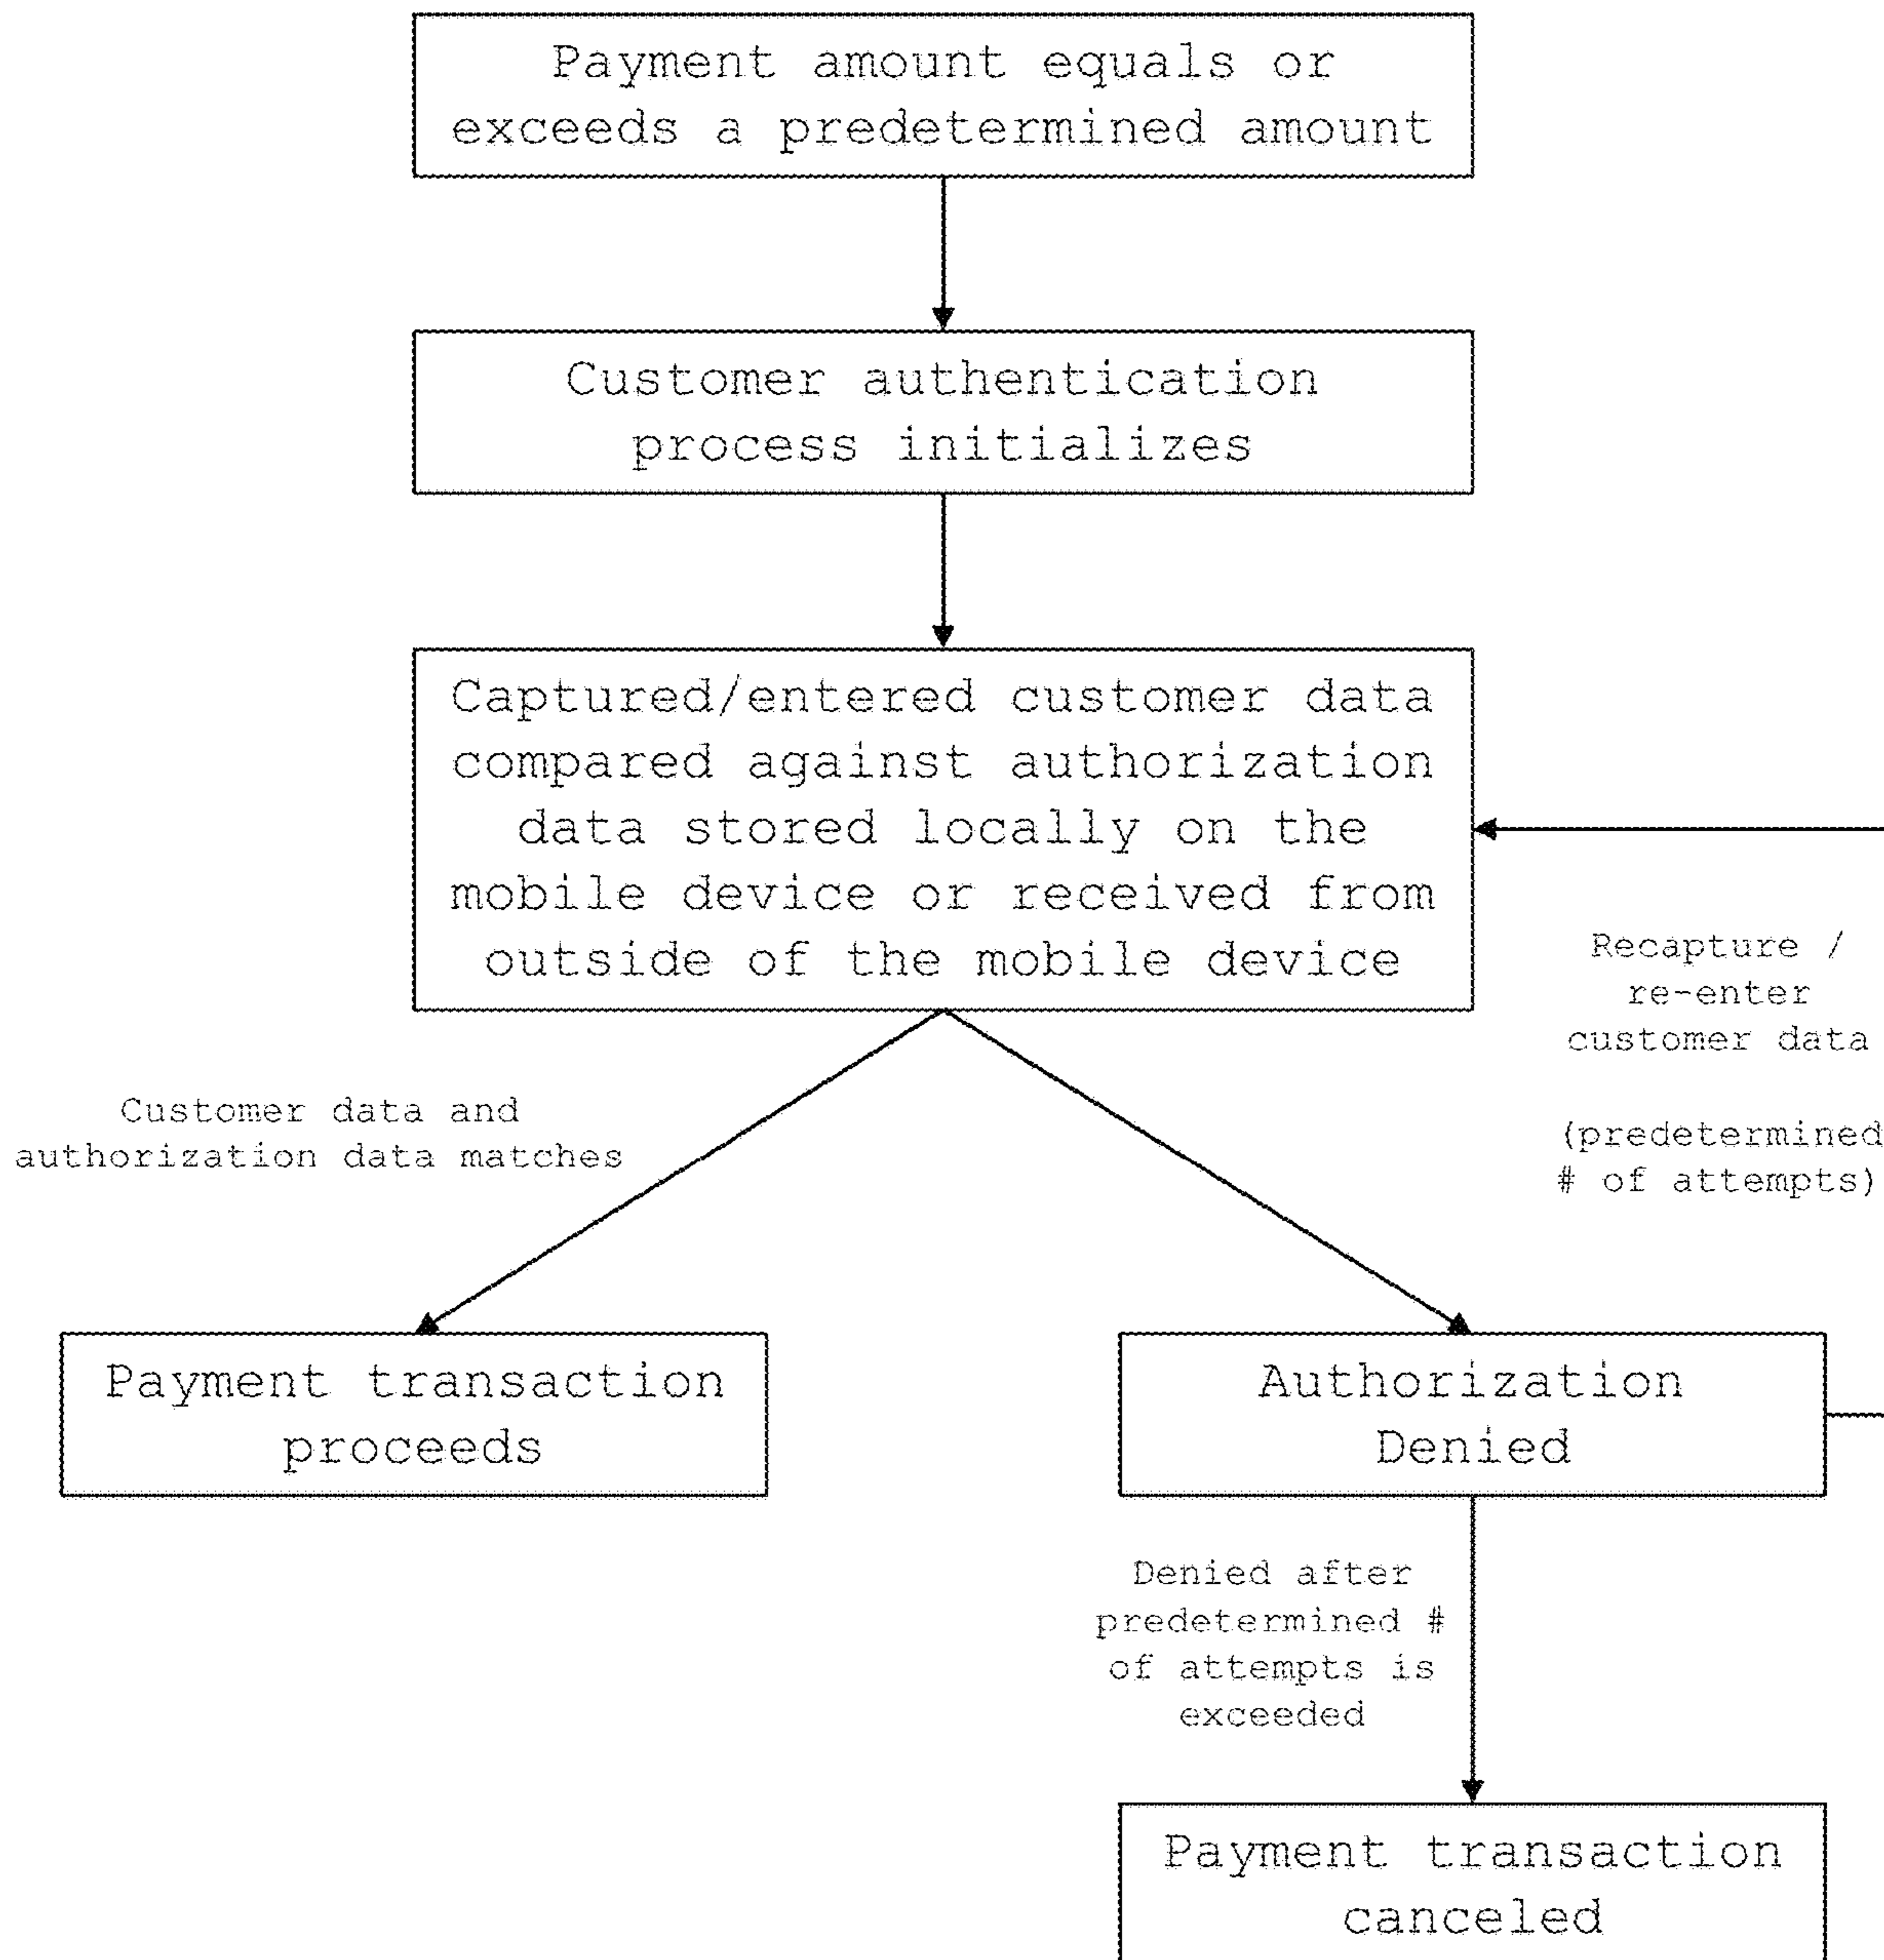 Payment amount equals or
exceeds a predetermined amount
Customer authentication
process initializes
Captured/entered customer data
compared against authorization
data stored locally on the
mobile device or received from
outside of the mobile device
Recapture /
re-enter
customer data
(predetermined
# of attempts)
Customer data and
authorization data matches
Payment transaction
proceeds
Authorization
Denied
Denied after
predetermined #
of attempts is
exceeded
Payment transaction
canceled